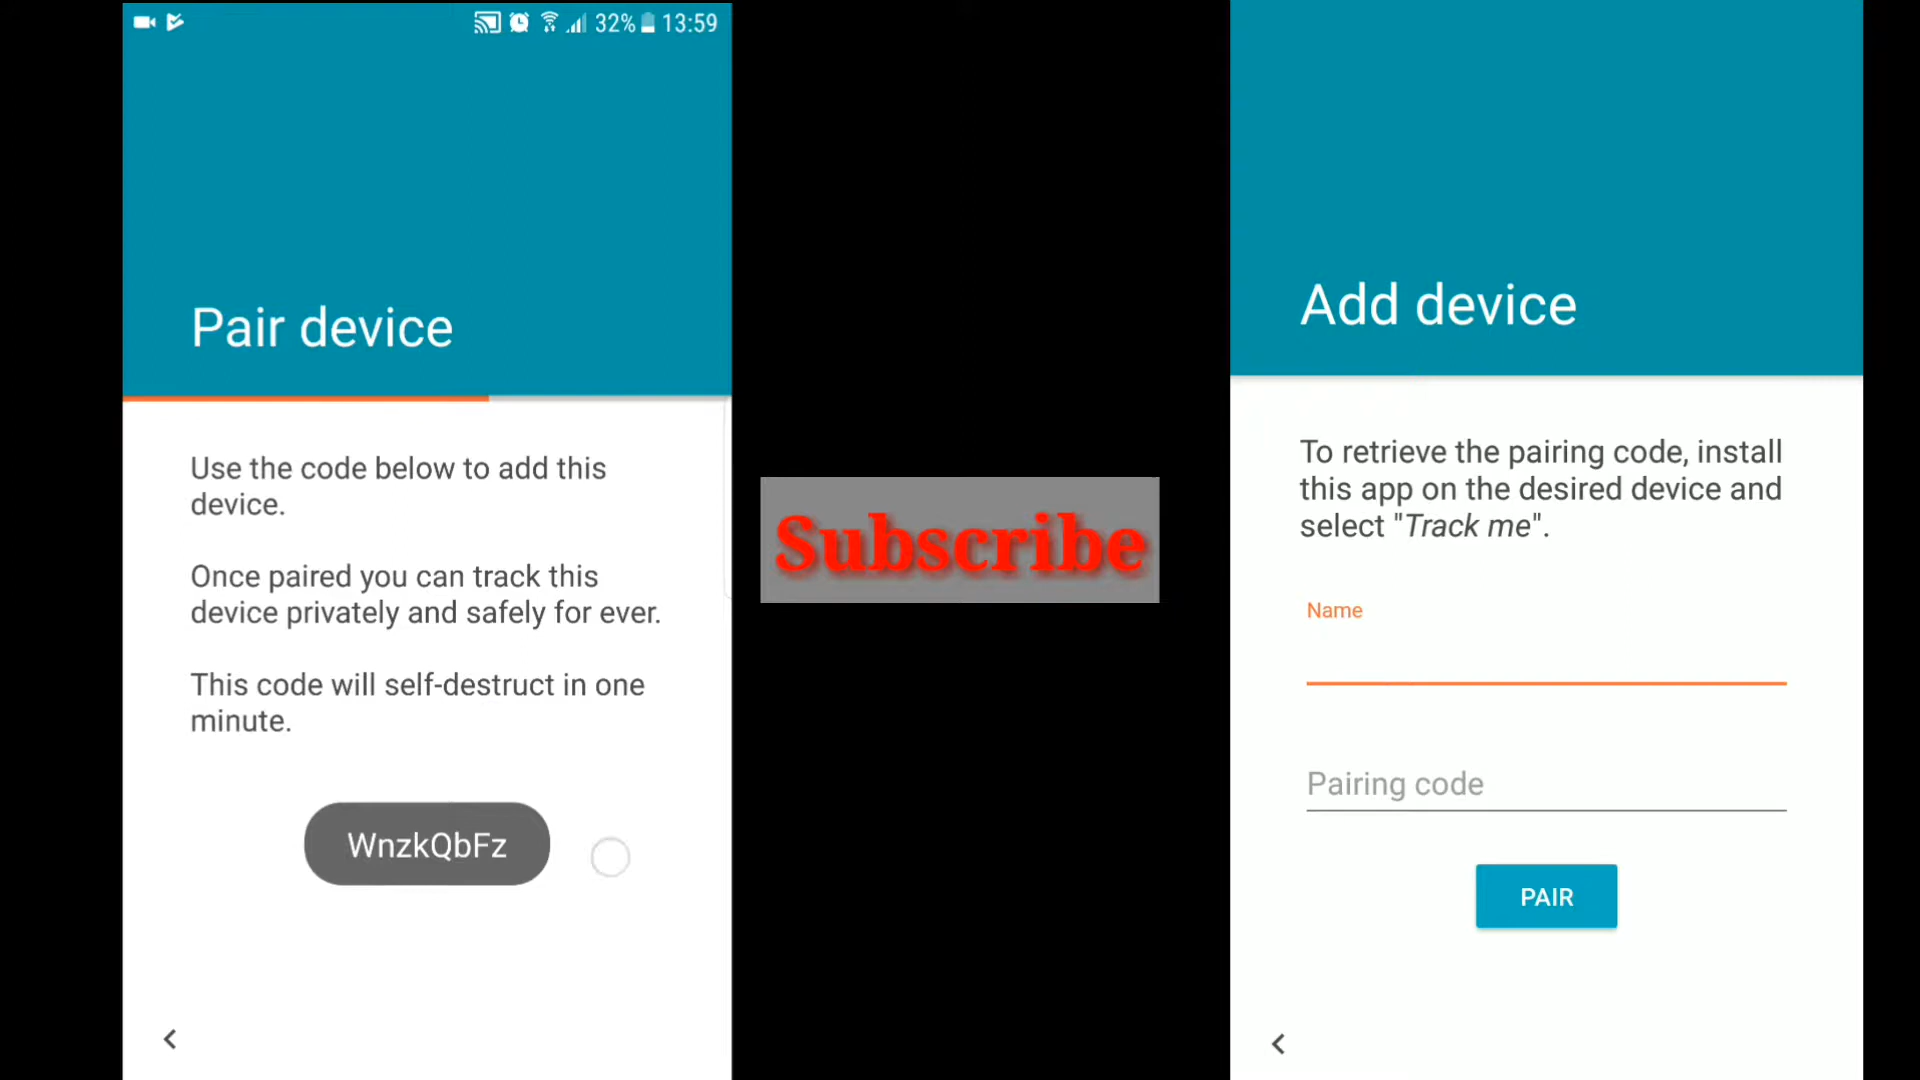 32% 13:59
Pair device
Use the code below to add this
device.
Once paired you can track this
device privately and safely for ever.
This code will self-destruct in one
minute.
WnzkQbFz
Subscribe
Add device
To retrieve the pairing code, install
this app on the desired device and
select "Track me".
Name
Pairing code
PAIR